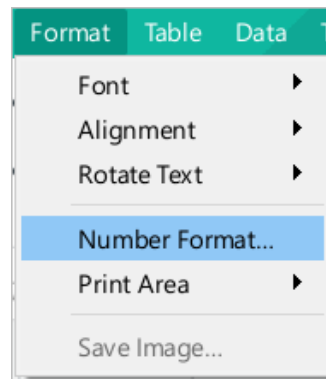 Format Table Data
Font
Alignment
Rotate Text
Number Format...
Print Area
Save Image...